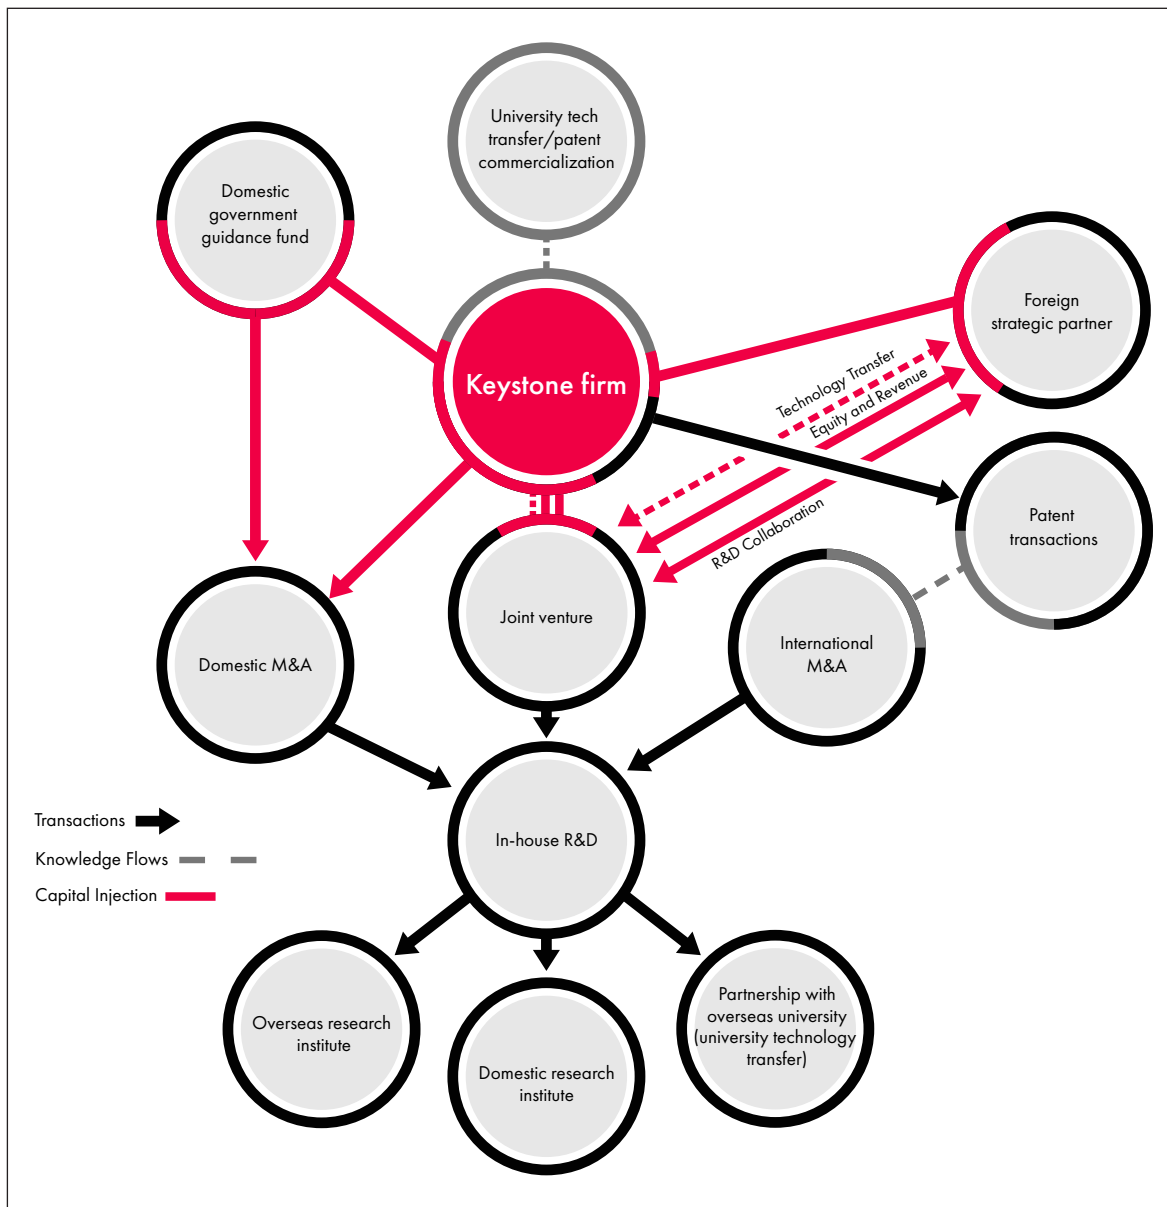 University tech
transfer/patent
commercialization
Domestic
government
guidance fund
Foreign
strategic partner
Keystone firm
Technology Transfer
Equity and Revenue
R&D Collaboration
Patent
transactions
Joint venture
International
M&A
Domestic M&A
Transactions
Knowledge Flows
Capital Injection
In-house R&D
Overseas research
institute
Domestic research
institute
Partnership with
overseas university
(university technology
transfer)